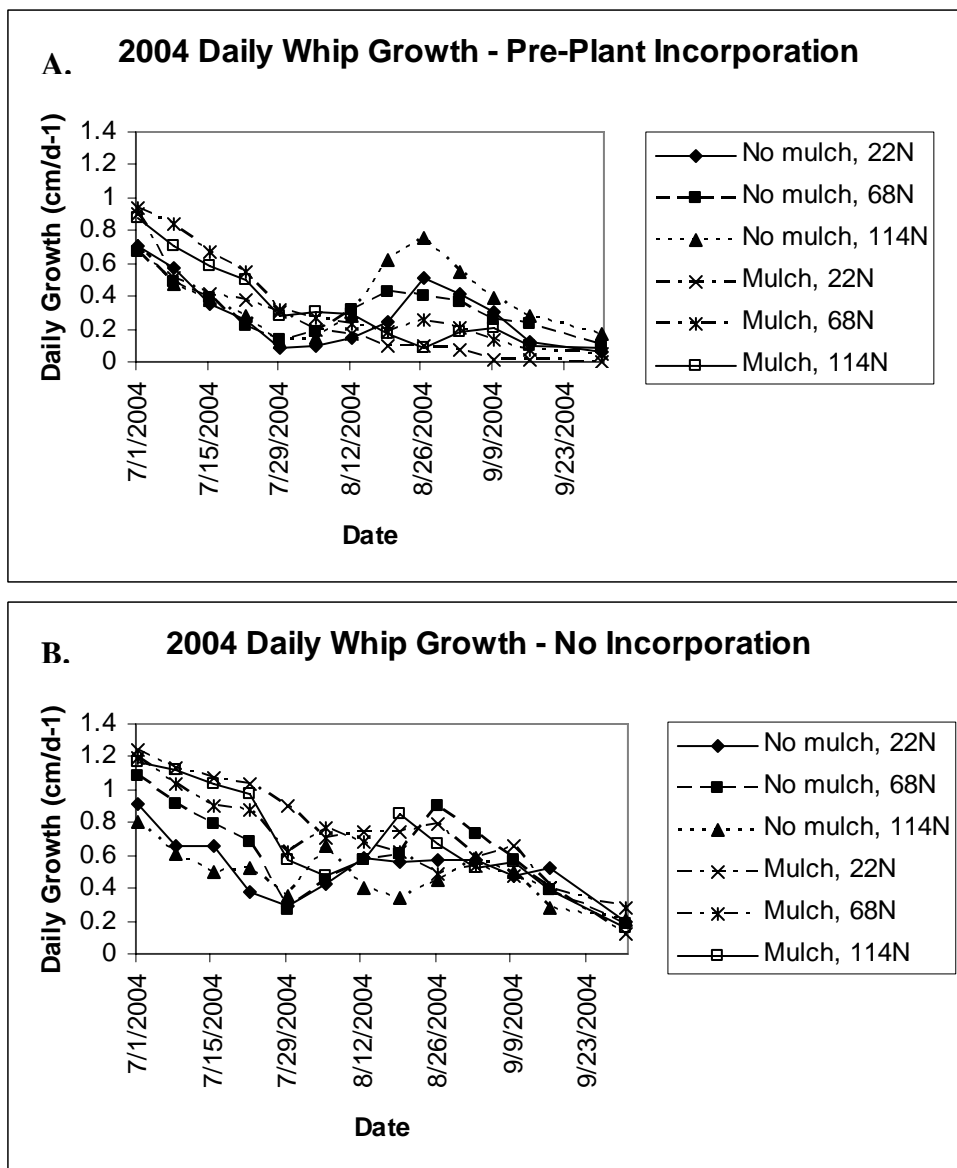 A.
2004 Daily Whip Growth - Pre-Plant Incorporation
Daily Growth (cm/d-1)
1.4
1.2
1
0.8
0.6
0.4
0.2
0
7/1/2004
7/15/2004
7/29/2004
8/12/2004
8/26/2004
9/9/2004
9/23/2004
Date
No mulch, 22N
No mulch, 68N
No mulch, 114N
Mulch, 22N
Mulch, 68N
Mulch, 114N
B.
2004 Daily Whip Growth - No Incorporation
Daily Growth (cm/d-1)
1.4
1.2
1
0.8
0.6
0.4
0.2
0
7/1/2004
7/15/2004
7/29/2004
8/12/2004
8/26/2004
9/9/2004
9/23/2004
Date
No mulch, 22N
No mulch, 68N
No mulch, 114N
Mulch, 22N
Mulch, 68N
Mulch, 114N